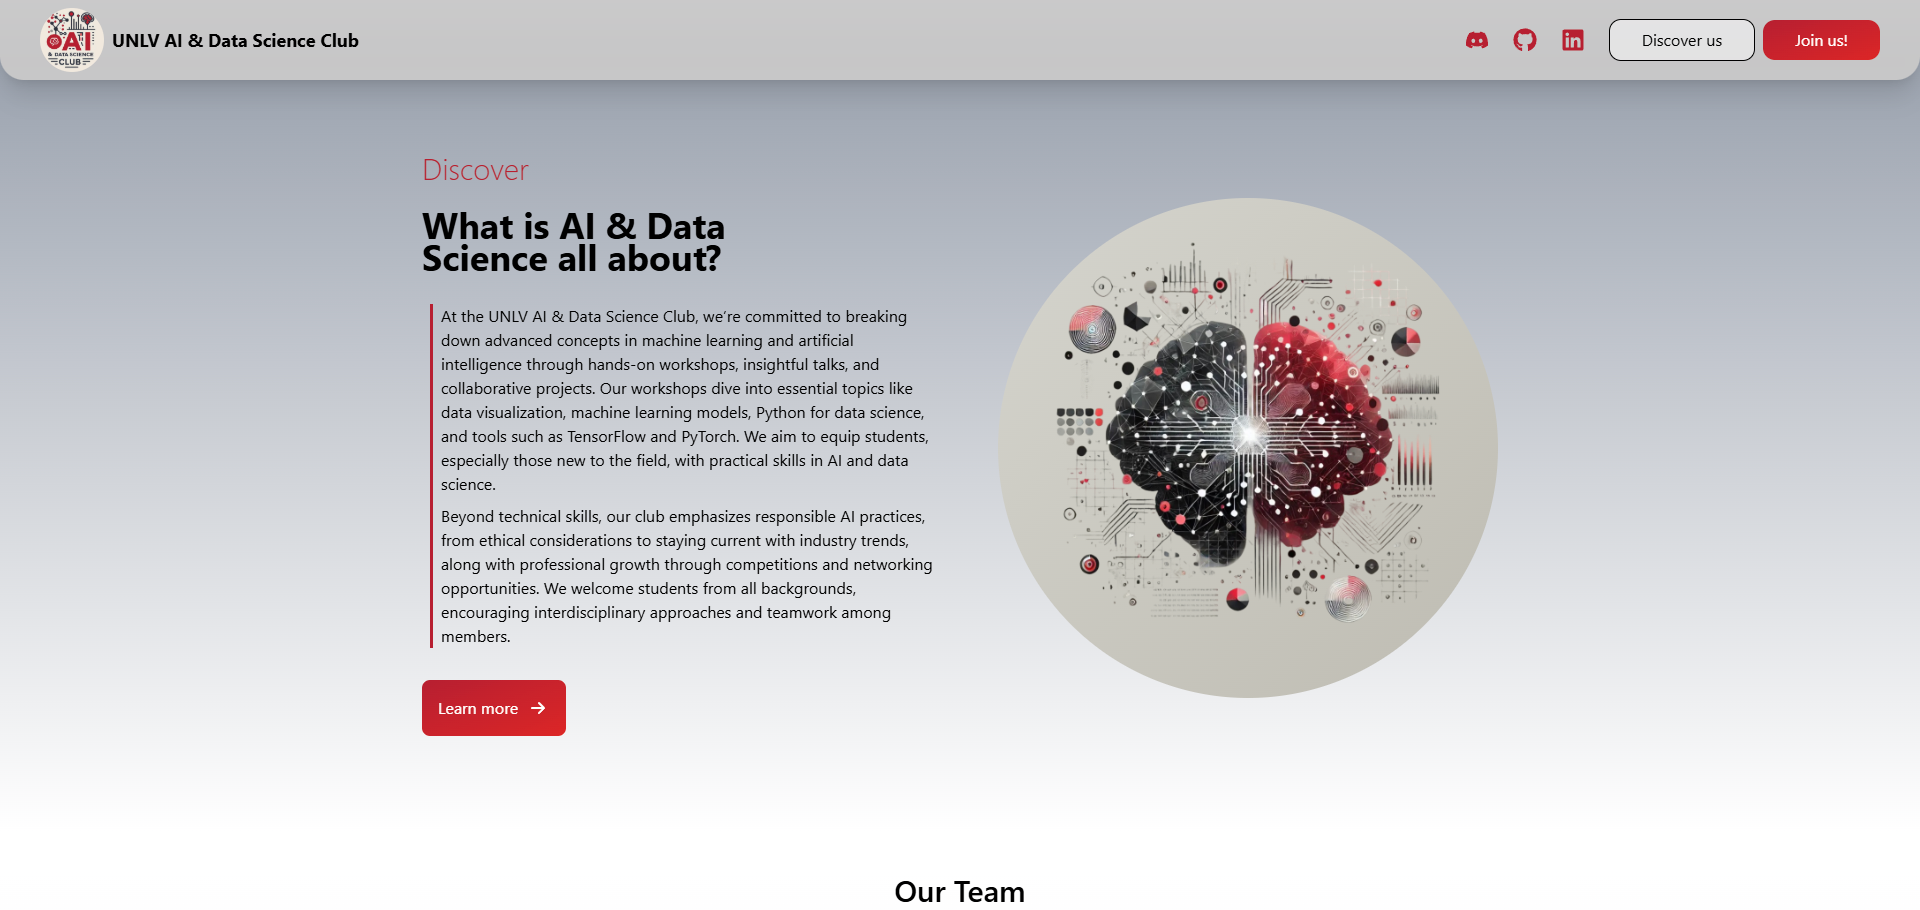 AI
& DATA SCIENCE
CLUB
UNLV AI & Data Science Club
Discover us
Join us!
Discover
What is AI & Data
Science all about?
At the UNLV AI & Data Science Club, we’re committed to breaking
down advanced concepts in machine learning and artificial
intelligence through hands-on workshops, insightful talks, and
collaborative projects. Our workshops dive into essential topics like
data visualization, machine learning models, Python for data science,
and tools such as TensorFlow and PyTorch. We aim to equip students,
especially those new to the field, with practical skills in AI and data
science.
Beyond technical skills, our club emphasizes responsible AI practices,
from ethical considerations to staying current with industry trends,
along with professional growth through competitions and networking
opportunities. We welcome students from all backgrounds,
encouraging interdisciplinary approaches and teamwork among
members.
Learn more
Our Team